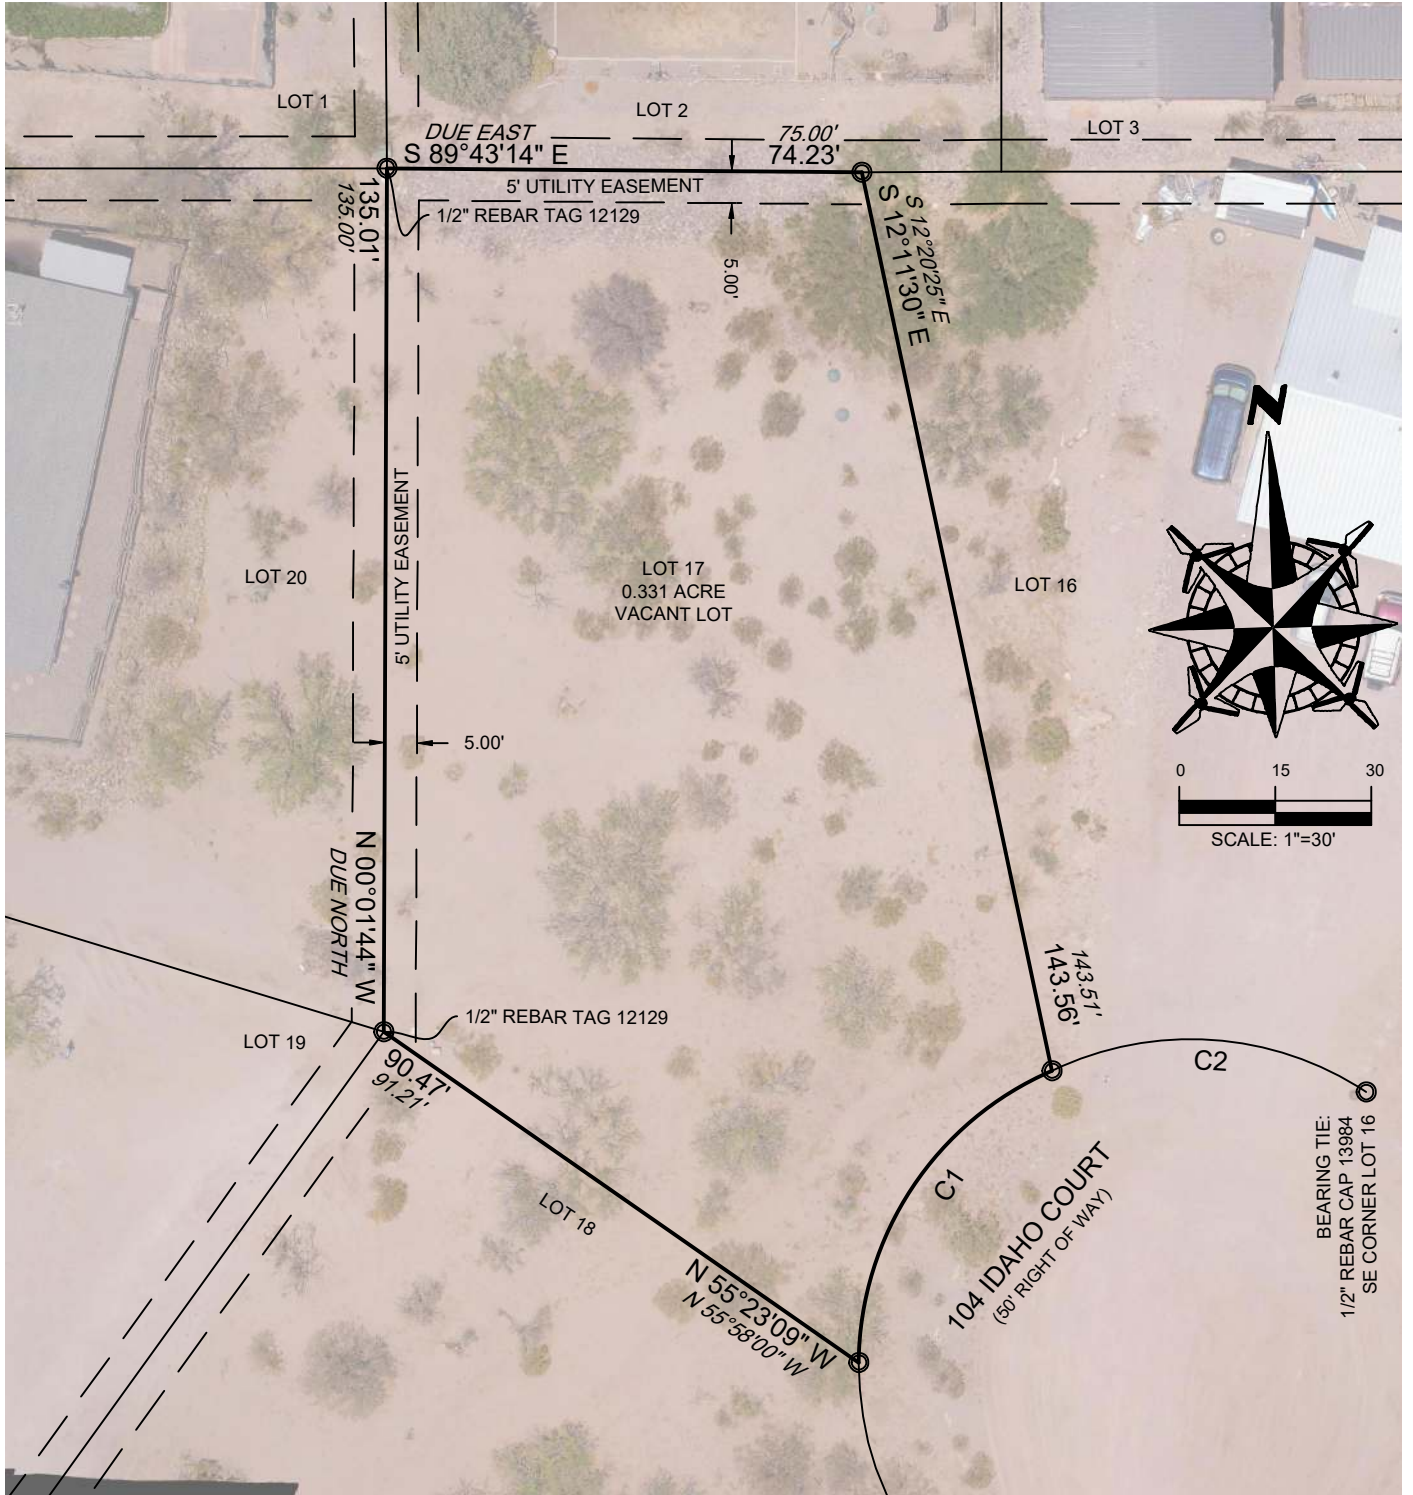 LOT 1
LOT 2
LOT 3
DUE EAST
75.00'
S 89°43'14" E
74.23'
5' UTILITY EASEMENT
1/2" REBAR TAG 12129
135.01'
135.00'
5.00'
S 12°20'25" E
S 12°11'30" E
N
5' UTILITY EASEMENT
LOT 20
LOT 17
0.331 ACRE
VACANT LOT
LOT 16
5.00'
0 15 30
SCALE: 1"=30'
N 00°01'44" W
DUE NORTH
143.51'
143.56'
1/2" REBAR TAG 12129
LOT 19
90.47'
91.21'
C2
C1
LOT 18
104 IDAHO COURT
(50' RIGHT OF WAY)
BEARING TIE:
1/2" REBAR CAP 13984
SE CORNER LOT 16
N 55°23'09" W
N 55°58'00" W